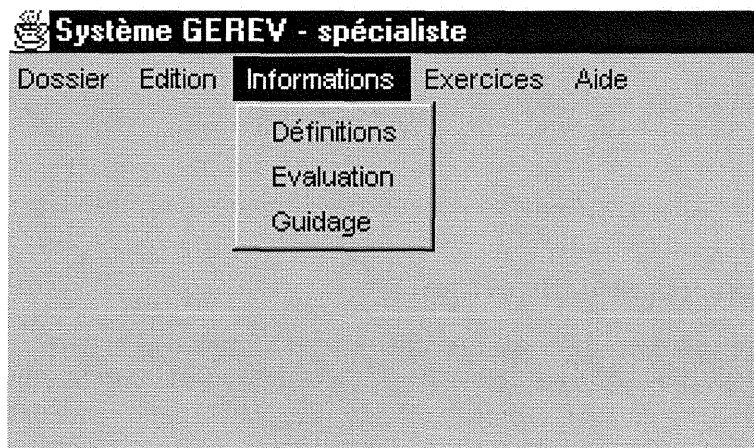 Système GEREV - spécialiste
Dossier Edition Informations Exercices Aide
Définitions
Evaluation
Guidage